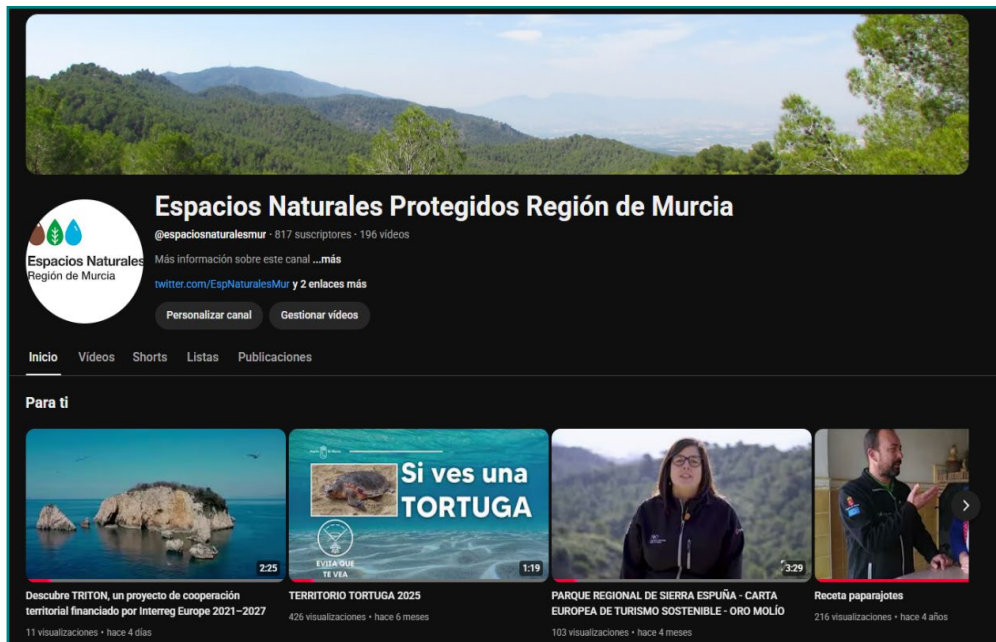 Espacios Naturales Protegidos Región de Murcia
@espaciosnaturalesmur · 817 suscriptores · 196 vídeos
Espacios Naturales
Región de Murcia
Más información sobre este canal ...más
twitter.com/EspNaturalesMur y 2 enlaces más
Personalizar canal
Gestionar vídeos
Inicio Vídeos Shorts Listas Publicaciones
Para ti
2:25
Si ves una
TORTUGA
EVITA QUE
TE VEA
1:19
3:29
Descubre TRITON, un proyecto de cooperación
territorial financiado por Interreg Europe 2021–2027
11 visualizaciones • hace 4 días
TERRITORIO TORTUGA 2025
426 visualizaciones • hace 6 meses
PARQUE REGIONAL DE SIERRA ESPUÑA - CARTA
EUROPEA DE TURISMO SOSTENIBLE - ORO MOLÍO
103 visualizaciones • hace 4 meses
Receta paparajotes
216 visualizaciones • hace 4 años